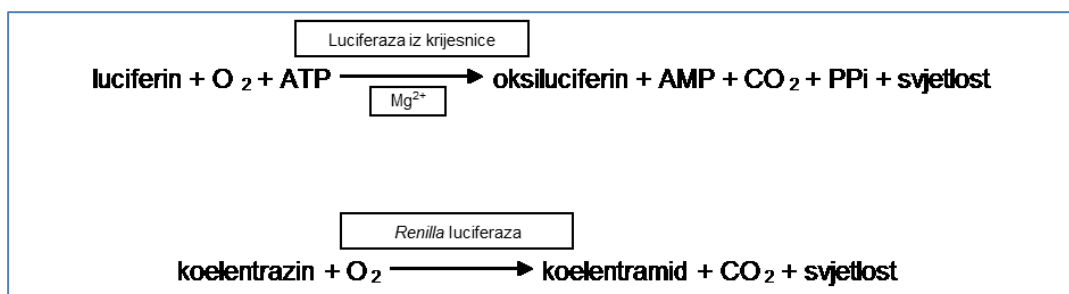 Luciferaza iz krijesnice
luciferin + O₂ + ATP → oksiluciferin + AMP + CO₂ + PPi + svjetlost
Mg²⁺
Renilla luciferaza
koelentrazin + O₂ → koelentramid + CO₂ + svjetlost